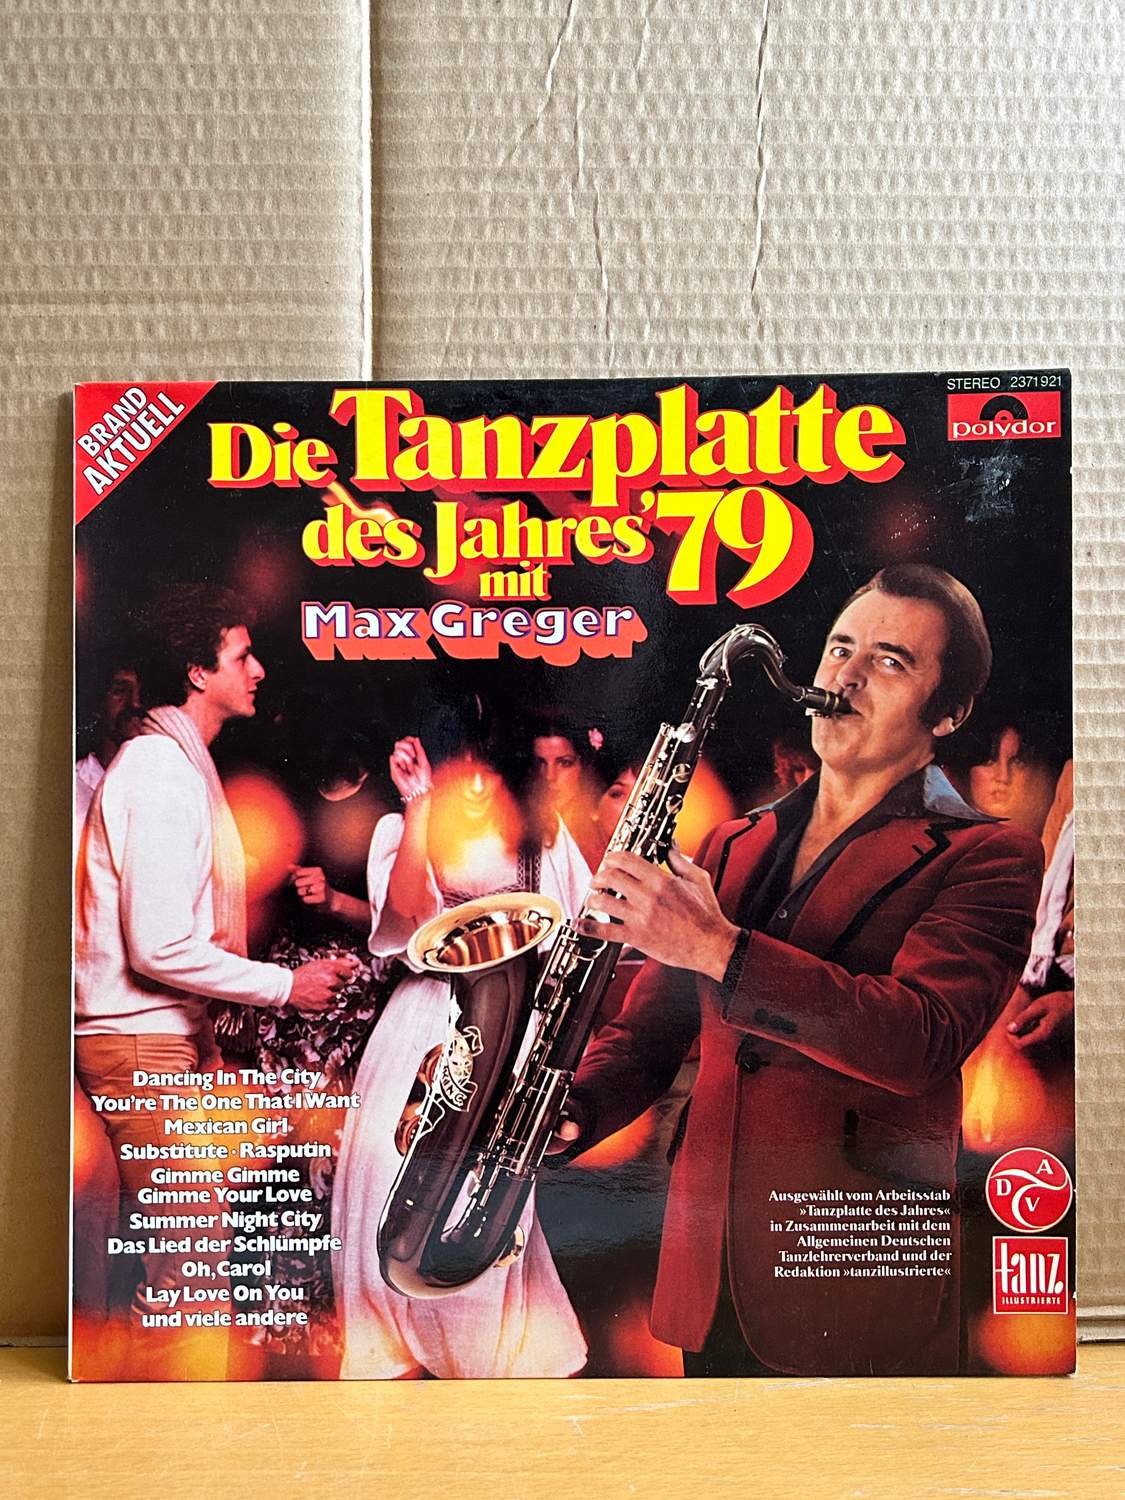 BRAND
AKTUELL
STEREO 2371 921
polydor
Die Tanzplatte
des Jahres '79
mit
Max Greger
KING
Dancing In The City
You're The One That I Want
Mexican Girl
Substitute · Rasputin
Gimme Gimme
Gimme Your Love
Summer Night City
Das Lied der Schlümpfe
Oh, Carol
Lay Love On You
und viele andere
Ausgewählt vom Arbeitsstab
»Tanzplatte des Jahres«
in Zusammenarbeit mit dem
Allgemeinen Deutschen
Tanzlehrerverband und der
Redaktion »tanzillustrierte«
A
D T V
tanz
ILLUSTRIERTE